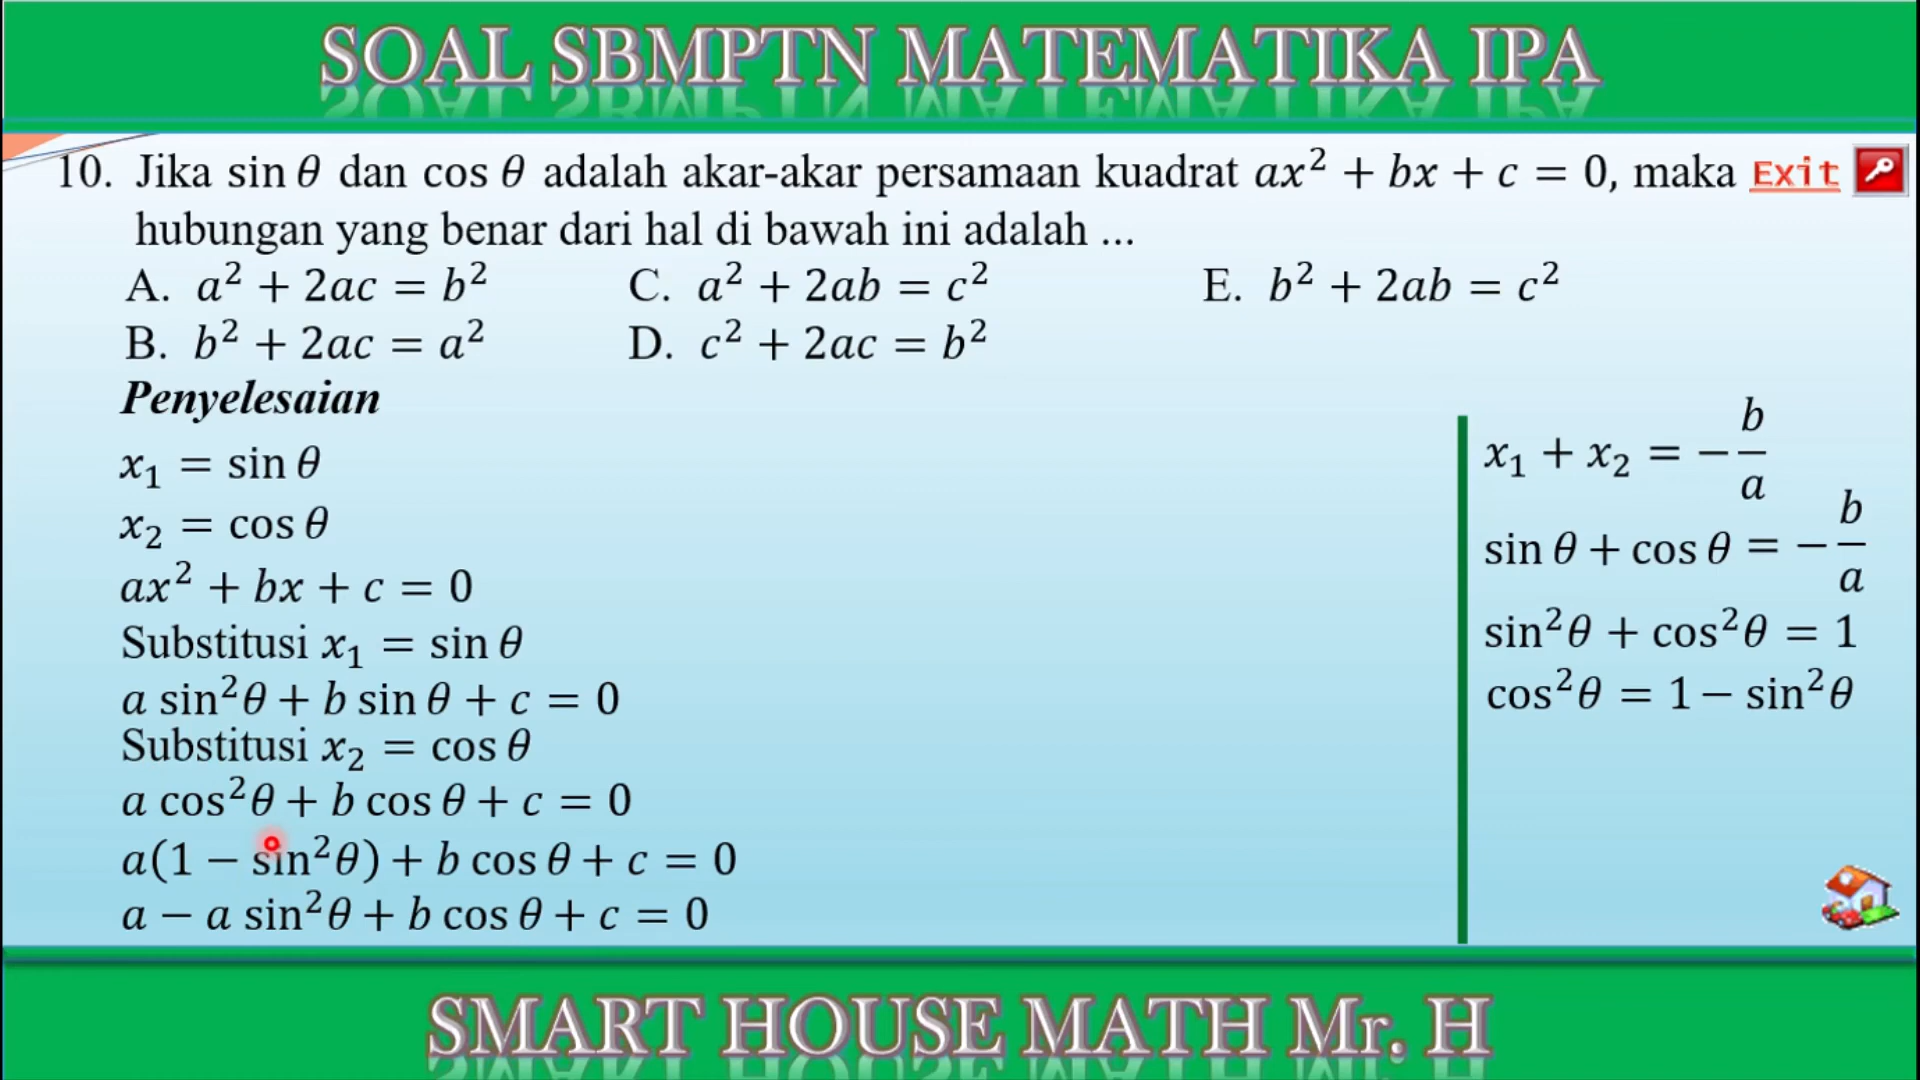 SOAL SBMPTN MATEMATIKA IPA
10. Jika sin θ dan cos θ adalah akar-akar persamaan kuadrat ax² + bx + c = 0, maka
Exit
hubungan yang benar dari hal di bawah ini adalah ...
A. a² + 2ac = b² C. a² + 2ab = c² E. b² + 2ab = c²
B. b² + 2ac = a² D. c² + 2ac = b²
Penyelesaian
x₁ = sin θ
x₂ = cos θ
ax² + bx + c = 0
Substitusi x₁ = sin θ
a sin²θ + b sin θ + c = 0
Substitusi x₂ = cos θ
a cos²θ + b cos θ + c = 0
a(1 − sin²θ) + b cos θ + c = 0
a − a sin²θ + b cos θ + c = 0
x₁ + x₂ = −b/a
sin θ + cos θ = −b/a
sin²θ + cos²θ = 1
cos²θ = 1 − sin²θ
SMART HOUSE MATH Mr. H